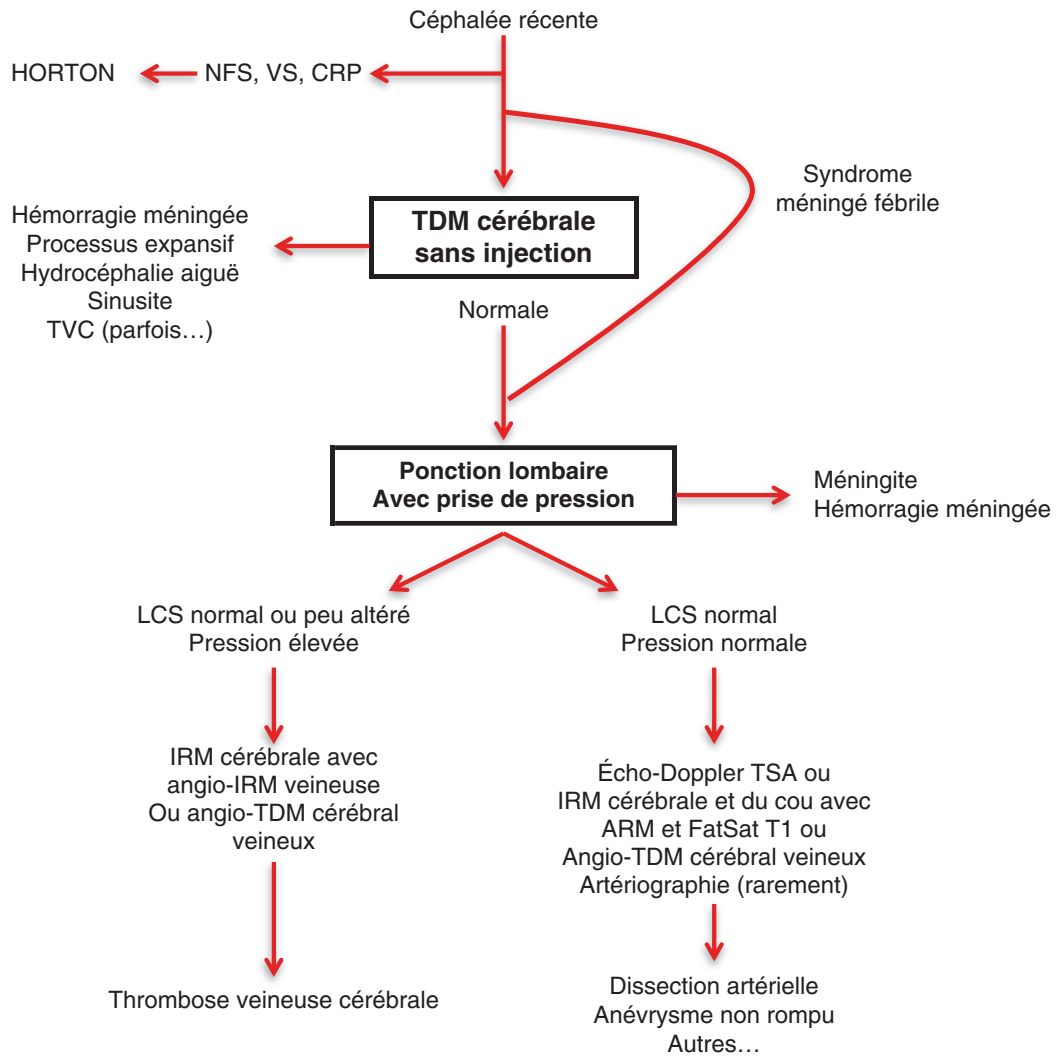 Céphalée récente
HORTON
NFS, VS, CRP
Syndrome
méningé fébrile
TDM cérébrale
sans injection
Hémorragie méningée
Processus expansif
Hydrocéphalie aiguë
Sinusite
TVC (parfois…)
Normale
Ponction lombaire
Avec prise de pression
Méningite
Hémorragie méningée
LCS normal ou peu altéré
Pression élevée
LCS normal
Pression normale
IRM cérébrale avec
angio-IRM veineuse
Ou angio-TDM cérébral
veineux
Écho-Doppler TSA ou
IRM cérébrale et du cou avec
ARM et FatSat T1 ou
Angio-TDM cérébral veineux
Artériographie (rarement)
Thrombose veineuse cérébrale
Dissection artérielle
Anévrysme non rompu
Autres…